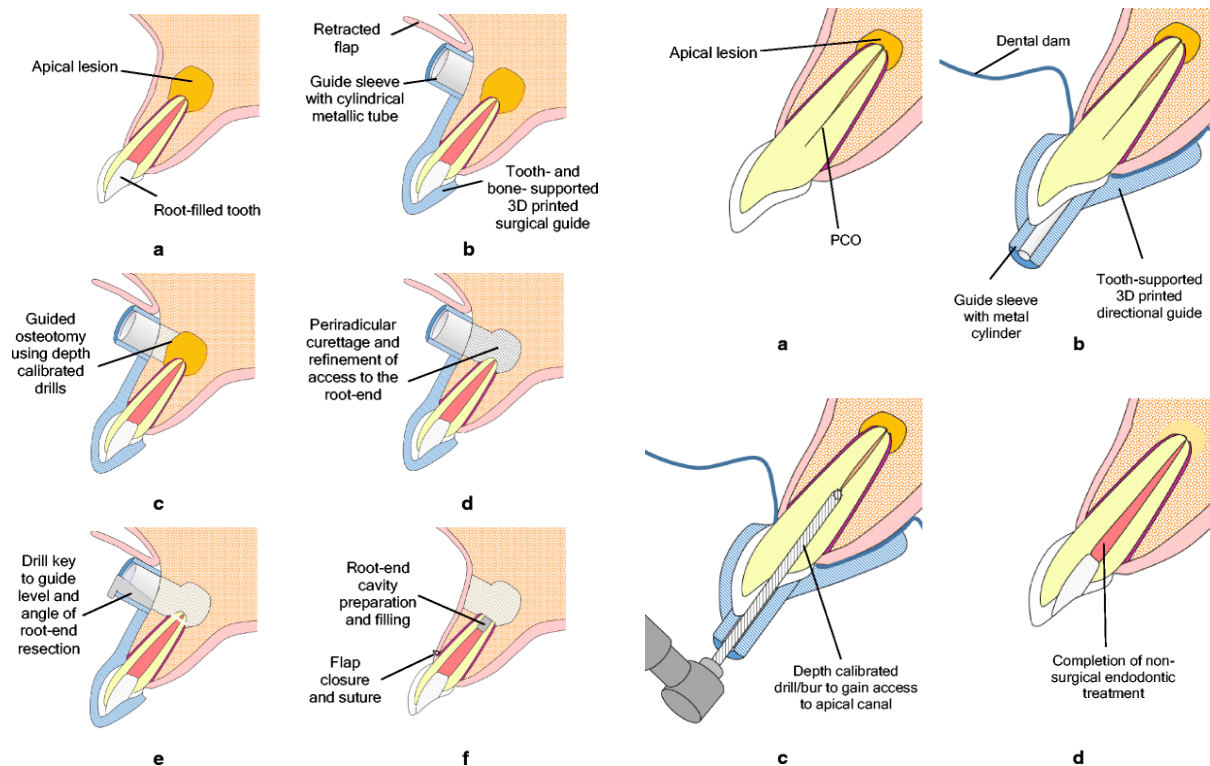 Apical lesion
Root-filled tooth
a
Retracted
flap
Guide sleeve
with cylindrical
metallic tube
Tooth- and
bone- supported
3D printed
surgical guide
b
Guided
osteotomy
using depth
calibrated
drills
c
Periradicular
curettage and
refinement of
access to the
root-end
d
Drill key
to guide
level and
angle of
root-end
resection
e
Root-end
cavity
preparation
and filling
Flap
closure
and suture
f
Apical lesion
PCO
a
Dental dam
Guide sleeve
with metal
cylinder
Tooth-supported
3D printed
directional guide
b
Depth calibrated
drill/bur to gain access
to apical canal
c
Completion of non-
surgical endodontic
treatment
d